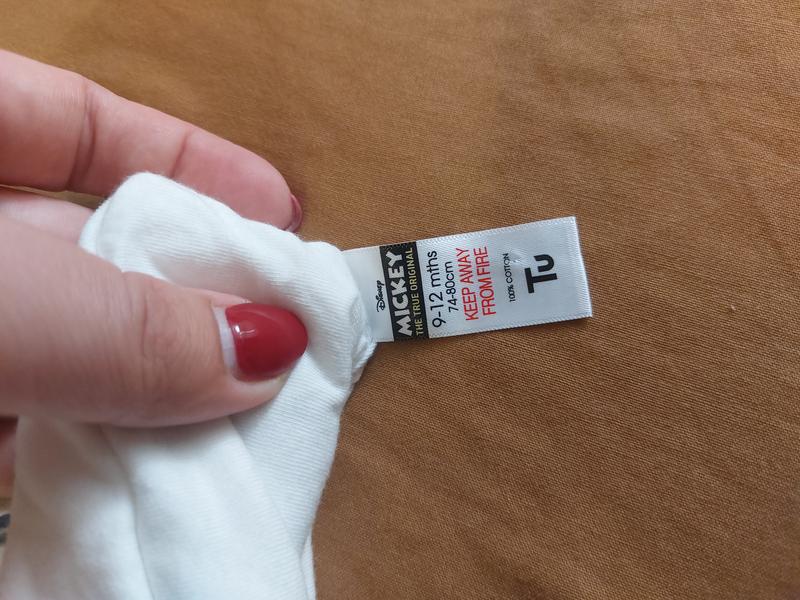 Disney
MICKEY
THE TRUE ORIGINAL
9-12 mths
74-80cm
KEEP AWAY
FROM FIRE
100% COTTON
Tu